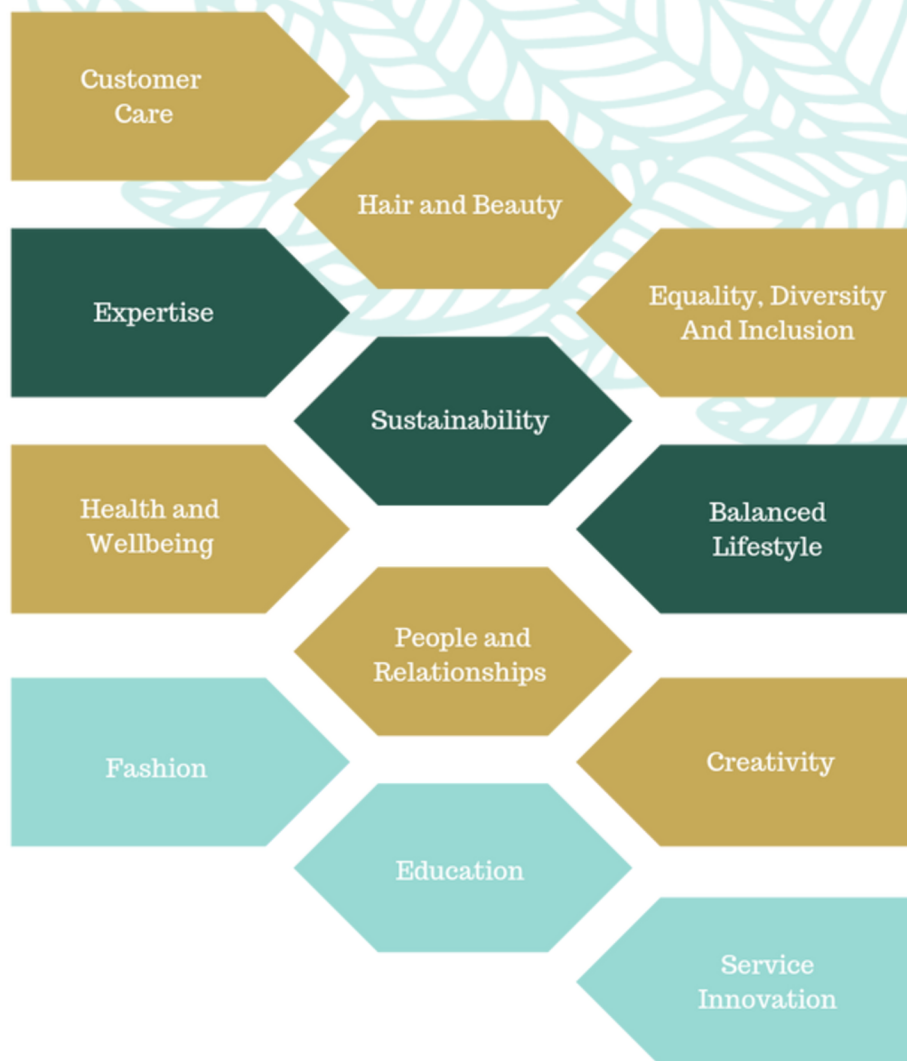 Customer
Care
Hair and Beauty
Expertise
Equality, Diversity
And Inclusion
Sustainability
Health and
Wellbeing
Balanced
Lifestyle
People and
Relationships
Fashion
Creativity
Education
Service
Innovation